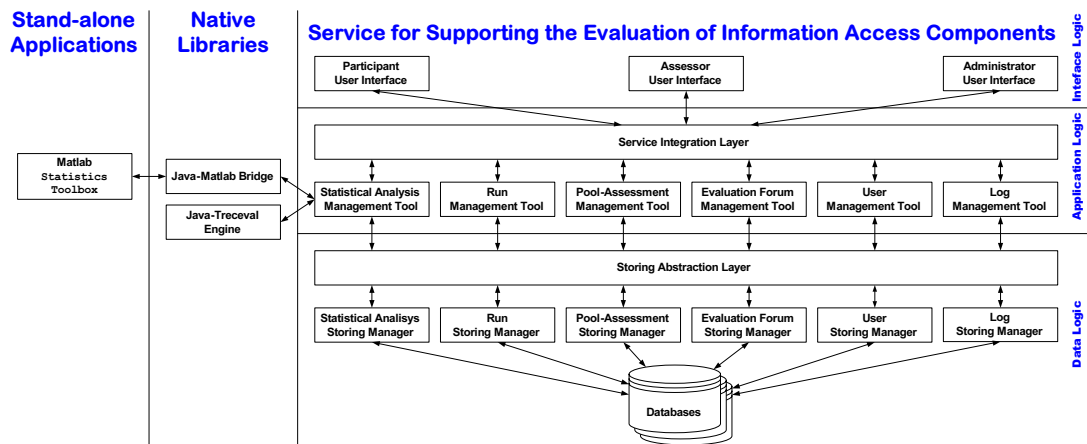 Stand-alone
Applications
Native
Libraries
Service for Supporting the Evaluation of Information Access Components
Inteface Logic
Participant
User Interface
Assessor
User Interface
Administrator
User Interface
Application Logic
Service Integration Layer
Matlab
Statistics
Toolbox
Java-Matlab Bridge
Java-Treceval
Engine
Statistical Analysis
Management Tool
Run
Management Tool
Pool-Assessment
Management Tool
Evaluation Forum
Management Tool
User
Management Tool
Log
Management Tool
Data Logic
Storing Abstraction Layer
Statistical Analisys
Storing Manager
Run
Storing Manager
Pool-Assessment
Storing Manager
Evaluation Forum
Storing Manager
User
Storing Manager
Log
Storing Manager
Databases